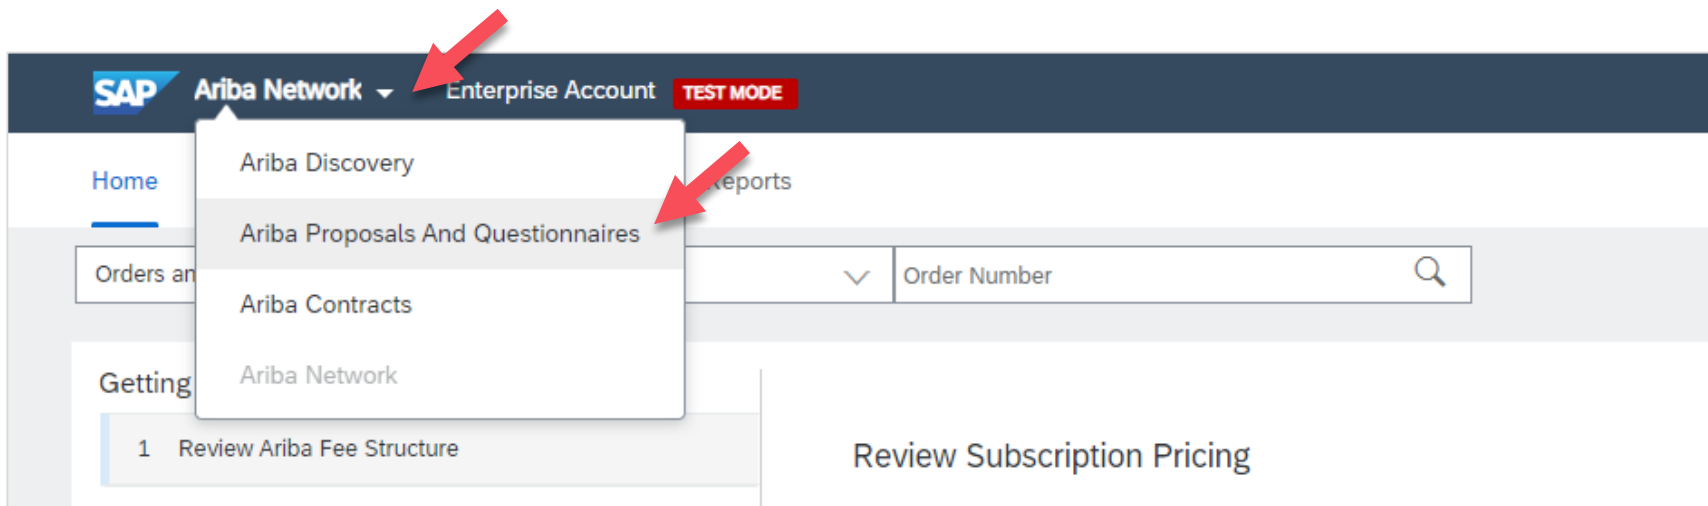 SAP Ariba Network Enterprise Account TEST MODE
Ariba Discovery
Home
Ariba Proposals And Questionnaires
Orders an
Order Number
Ariba Contracts
Ariba Network
Getting
1 Review Ariba Fee Structure
Review Subscription Pricing